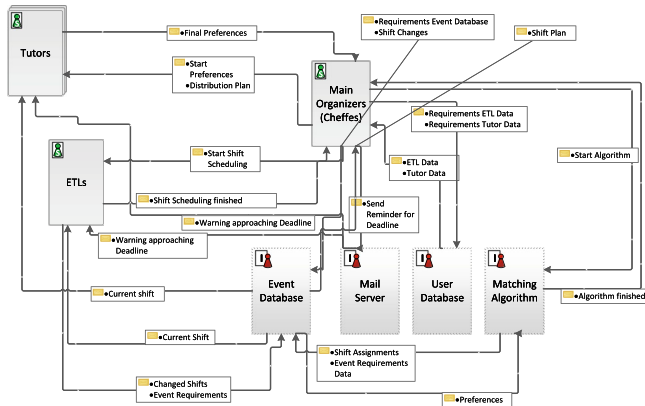 •Requirements Event Database
•Shift Changes
•Shift Plan
•Final Preferences
Tutors
•Start
Preferences
•Distribution Plan
Main
Organizers
(Cheffes)
•Requirements ETL Data
•Requirements Tutor Data
•Start Shift
Scheduling
•ETL Data
•Tutor Data
•Start Algorithm
ETLs
•Shift Scheduling finished
•Send
Reminder for
Deadline
•Warning approaching Deadline
•Warning approaching
Deadline
Event
Database
Mail
Server
User
Database
Matching
Algorithm
•Current shift
•Algorithm finished
•Current Shift
•Shift Assignments
•Event Requirements
Data
•Changed Shifts
•Event Requirements
•Preferences